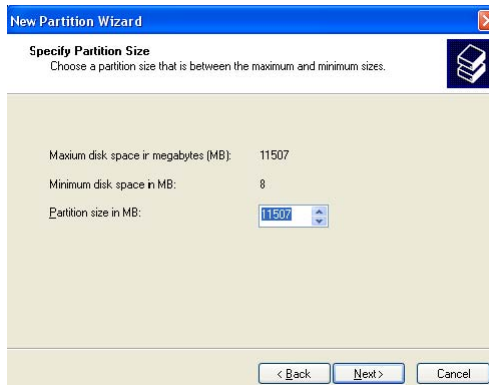 New Partition Wizard
Specify Partition Size
Choose a partition size that is between the maximum and minimum sizes.
Maxium disk space in megabytes (MB): 11507
Minimum disk space in MB: 8
Partition size in MB: 11507
< Back Next > Cancel